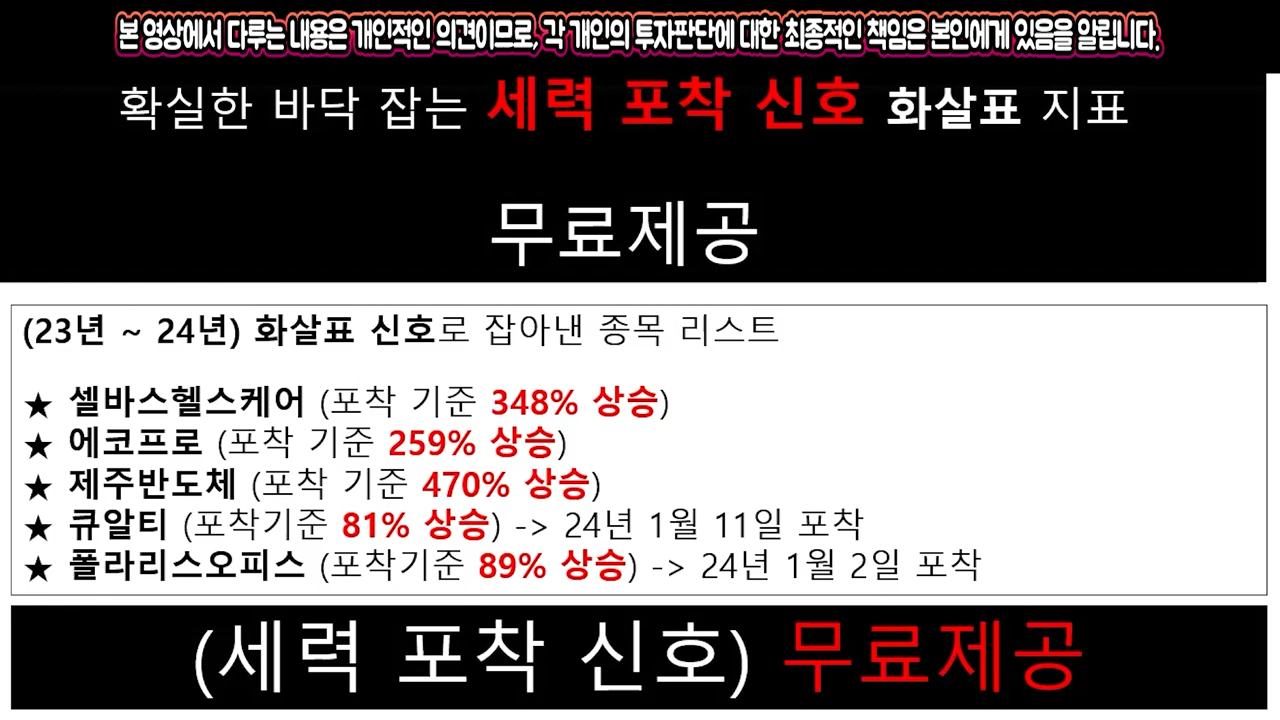 본 영상에서 다루는 내용은 개인적인 의견이므로, 각 개인의 투자판단에 대한 최종적인 책임은 본인에게 있음을 알립니다.
확실한 바닥 잡는 세력 포착 신호 화살표 지표
무료제공
(23년 ~ 24년) 화살표 신호로 잡아낸 종목 리스트
★ 셀바스헬스케어 (포착 기준 348% 상승)
★ 에코프로 (포착 기준 259% 상승)
★ 제주반도체 (포착 기준 470% 상승)
★ 큐알티 (포착기준 81% 상승) -> 24년 1월 11일 포착
★ 폴라리스오피스 (포착기준 89% 상승) -> 24년 1월 2일 포착
(세력 포착 신호) 무료제공